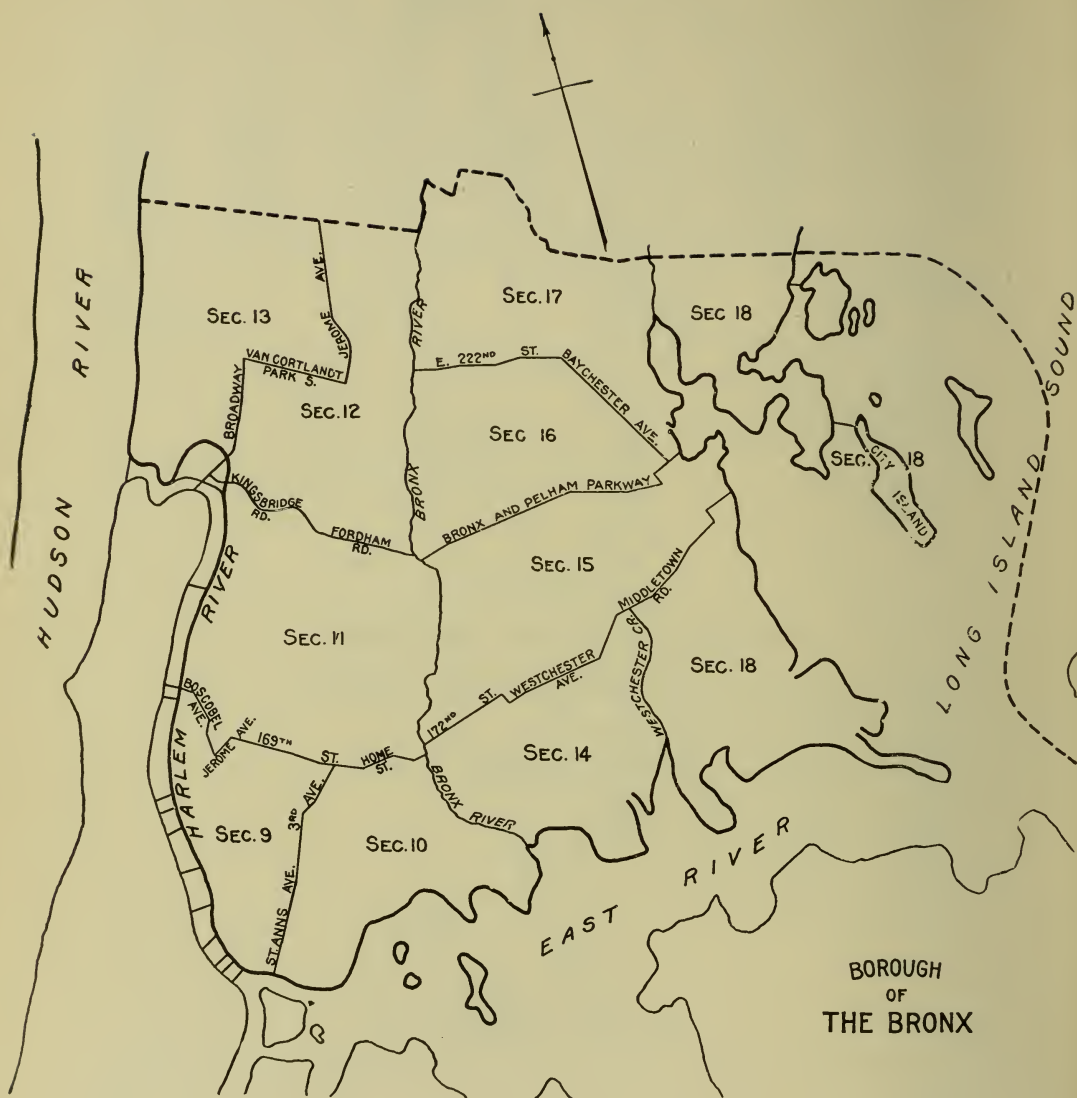 HUDSON RIVER
SEC. 13
JEROME AVE.
VAN CORTLANDT
PARK S.
BROADWAY
SEC. 12
BRONX RIVER
SEC. 17
E. 222ND ST.
BAYCHESTER AVE.
SEC 16
SEC 18
SEC. 18
CITY ISLAND
LONG ISLAND SOUND
KINGSBRIDGE
RD.
FORDHAM
RD.
BRONX AND PELHAM PARKWAY
SEC. 15
MIDDLETOWN
RD.
HARLEM RIVER
SEC. 11
BOSCOBEL
AVE.
JEROME AVE.
169TH ST.
HOME
ST.
172ND ST.
WESTCHESTER
AVE.
WESTCHESTER CR.
SEC. 18
SEC. 14
BRONX RIVER
SEC. 9
3RD AVE.
ST. ANNS AVE.
SEC. 10
EAST RIVER
BOROUGH
OF
THE BRONX